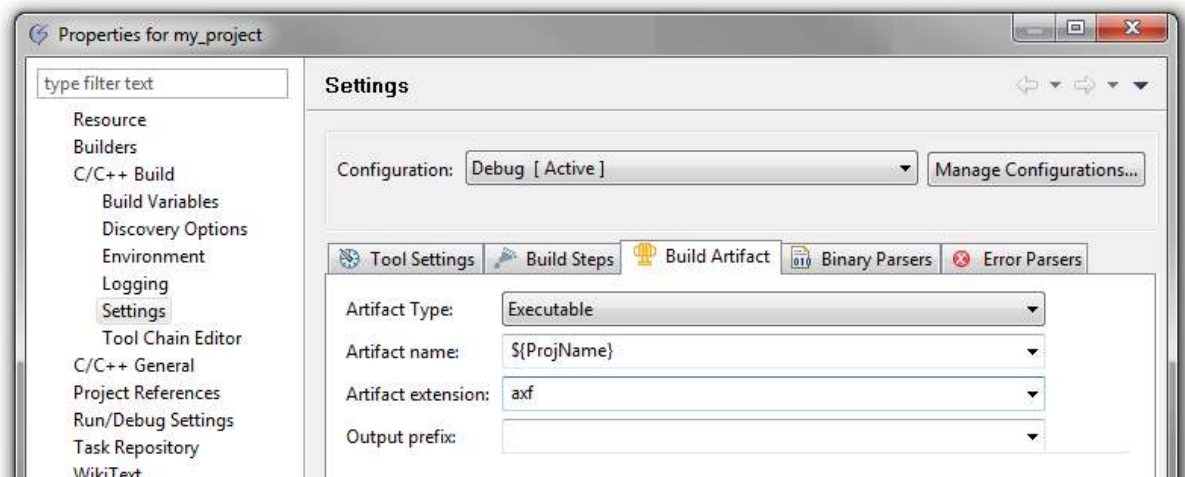 Properties for my_project
type filter text
Resource
Builders
C/C++ Build
Build Variables
Discovery Options
Environment
Logging
Settings
Tool Chain Editor
C/C++ General
Project References
Run/Debug Settings
Task Repository
WikiText
Settings
Configuration: Debug [ Active ] Manage Configurations...
Tool Settings Build Steps Build Artifact 010 Binary Parsers Error Parsers
Artifact Type: Executable
Artifact name: ${ProjName}
Artifact extension: axf
Output prefix: